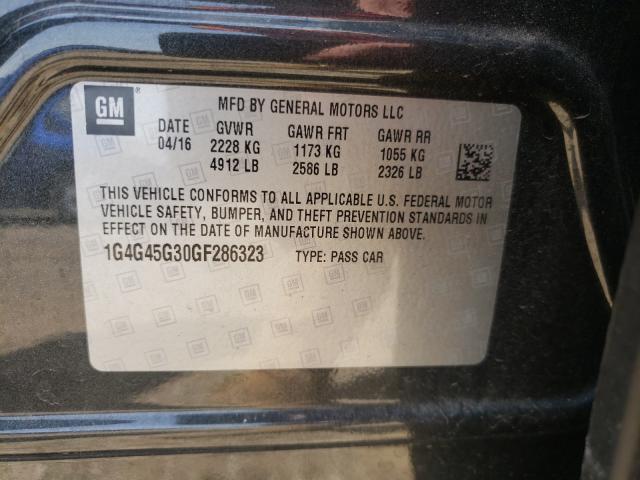 GM
MFD BY GENERAL MOTORS LLC
DATE GVWR GAWR FRT GAWR RR
04/16 2228 KG 1173 KG 1055 KG
4912 LB 2586 LB 2326 LB
THIS VEHICLE CONFORMS TO ALL APPLICABLE U.S. FEDERAL MOTOR
VEHICLE SAFETY, BUMPER, AND THEFT PREVENTION STANDARDS IN
EFFECT ON THE DATE OF MANUFACTURE SHOWN ABOVE.
1G4G45G30GF286323 TYPE: PASS CAR